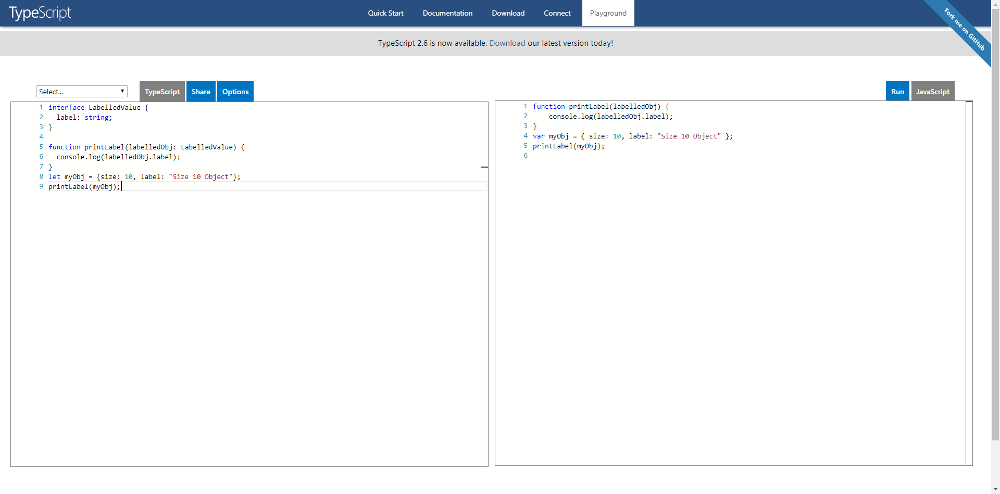 TypeScript
Quick Start Documentation Download Connect Playground
Fork me on GitHub
TypeScript 2.6 is now available. Download our latest version today!
Select... TypeScript Share Options
1 interface LabelledValue {
2   label: string;
3 }
4
5 function printLabel(labelledObj: LabelledValue) {
6   console.log(labelledObj.label);
7 }
8 let myObj = {size: 10, label: "Size 10 Object"};
9 printLabel(myObj);
Run JavaScript
1 function printLabel(labelledObj) {
2     console.log(labelledObj.label);
3 }
4 var myObj = { size: 10, label: "Size 10 Object" };
5 printLabel(myObj);
6